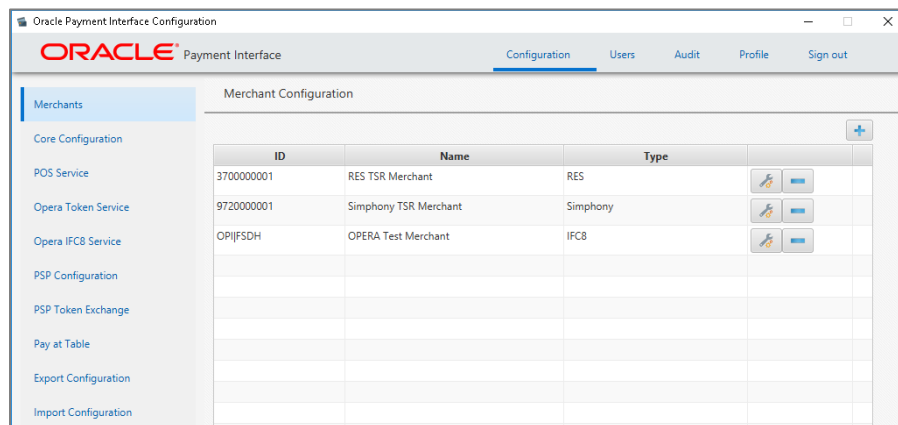 Oracle Payment Interface Configuration
ORACLE® Payment Interface
Configuration Users Audit Profile Sign out
Merchants
Core Configuration
POS Service
Opera Token Service
Opera IFC8 Service
PSP Configuration
PSP Token Exchange
Pay at Table
Export Configuration
Import Configuration
Merchant Configuration
ID Name Type
3700000001 RES TSR Merchant RES
9720000001 Simphony TSR Merchant Simphony
OPI|FSDH OPERA Test Merchant IFC8